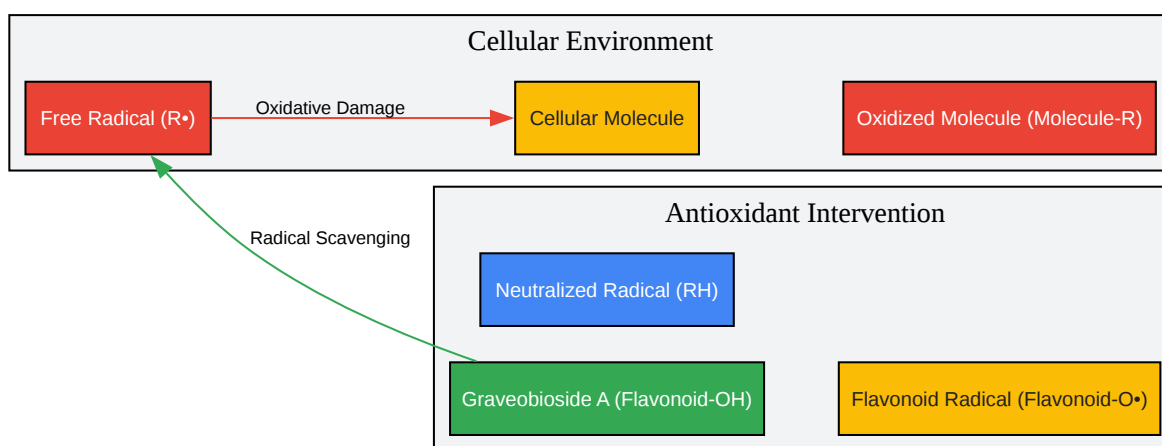 Cellular Environment
Free Radical (R•)
Oxidative Damage
Cellular Molecule
Oxidized Molecule (Molecule-R)
Antioxidant Intervention
Radical Scavenging
Neutralized Radical (RH)
Graveobioside A (Flavonoid-OH)
Flavonoid Radical (Flavonoid-O•)